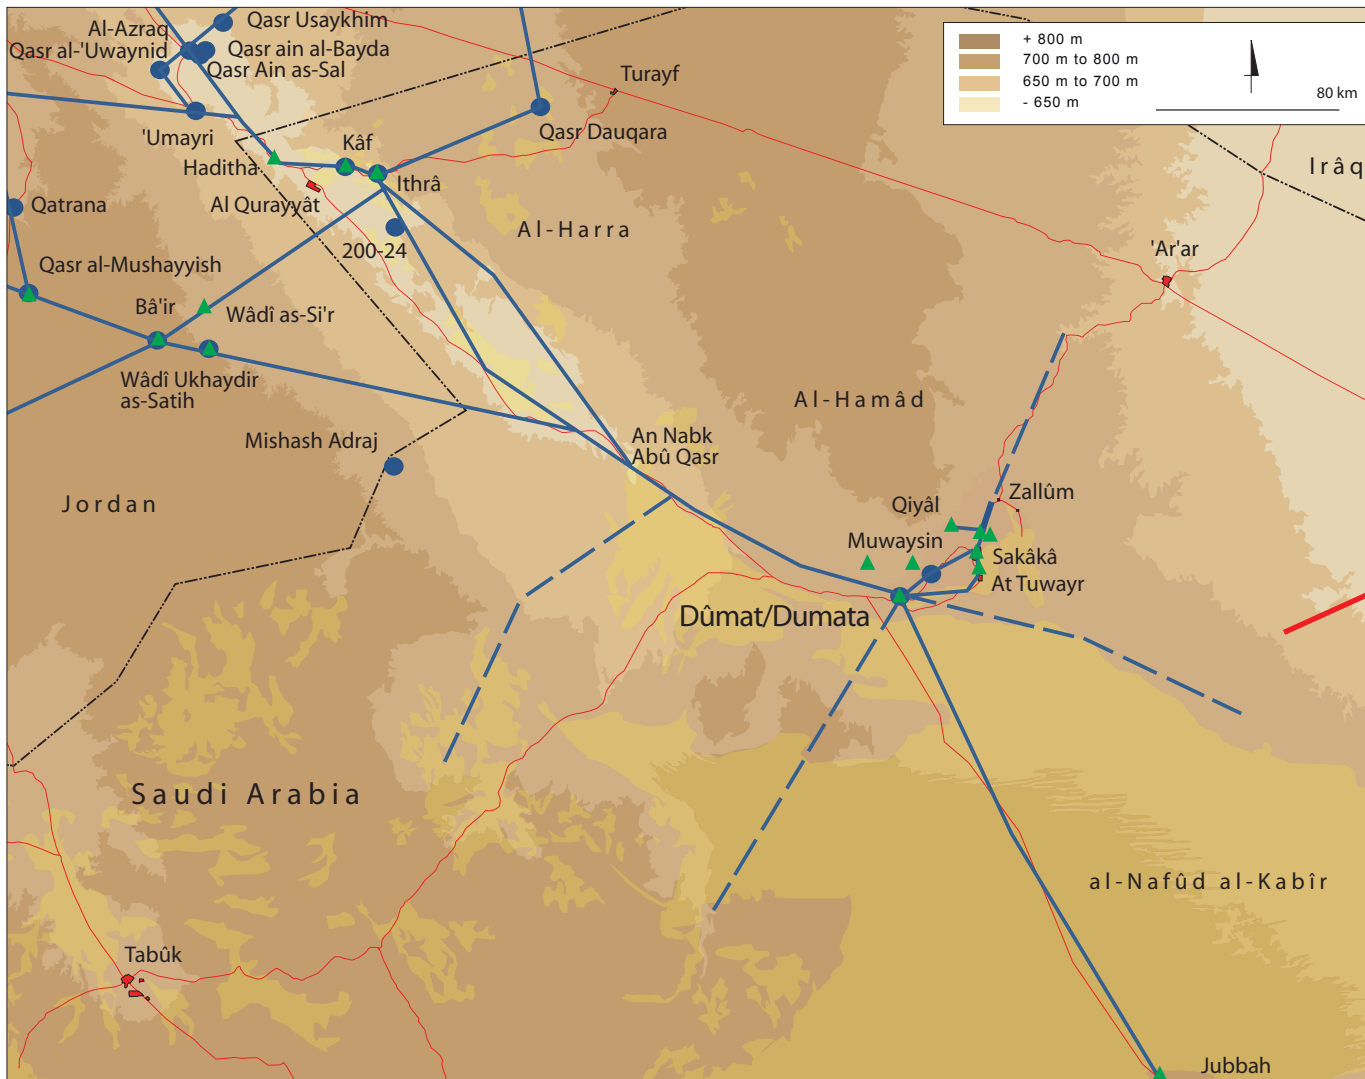 Qasr Usaykhim
Al-Azraq
Qasr al-'Uwaynid
Qasr ain al-Bayda
Qasr Ain as-Sal
'Umayri
Haditha
Kâf
Ithrâ
Al Qurayyât
200-24
Qasr Dauqara
Turayf
+ 800 m
700 m to 800 m
650 m to 700 m
- 650 m
80 km
Irâq
Qatrana
Al-Harra
'Ar'ar
Qasr al-Mushayyish
Bâ'ir
Wâdî as-Si'r
Wâdî Ukhaydir
as-Satih
Al-Hamâd
Mishash Adraj
An Nabk
Abû Qasr
Jordan
Zallûm
Qiyâl
Muwaysin
Sakâkâ
At Tuwayr
Dûmat/Dumata
Saudi Arabia
al-Nafûd al-Kabîr
Tabûk
Jubbah